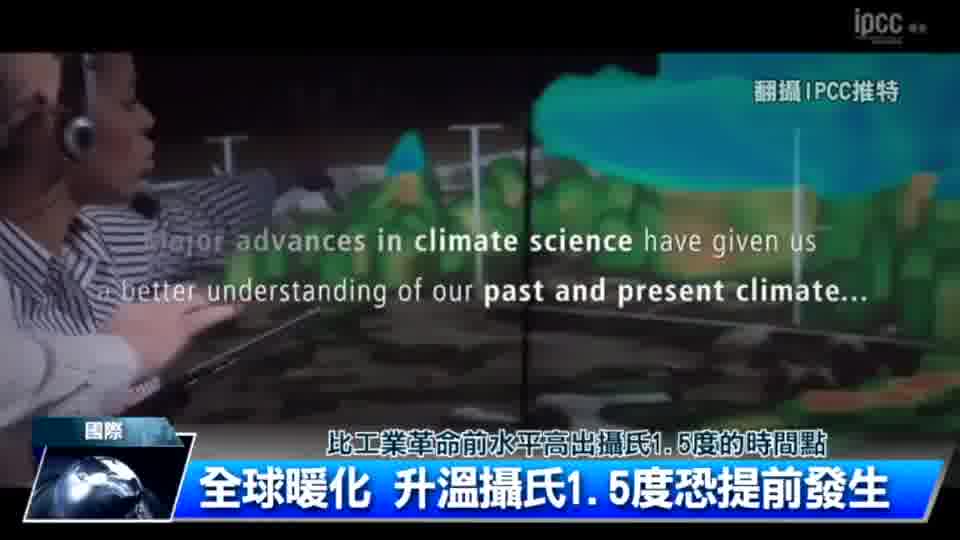 ipcc
翻攝IPCC推特
Major advances in climate science have given us
a better understanding of our past and present climate...
國際
比工業革命前水平高出攝氏1.5度的時間點
全球暖化 升溫攝氏1.5度恐提前發生